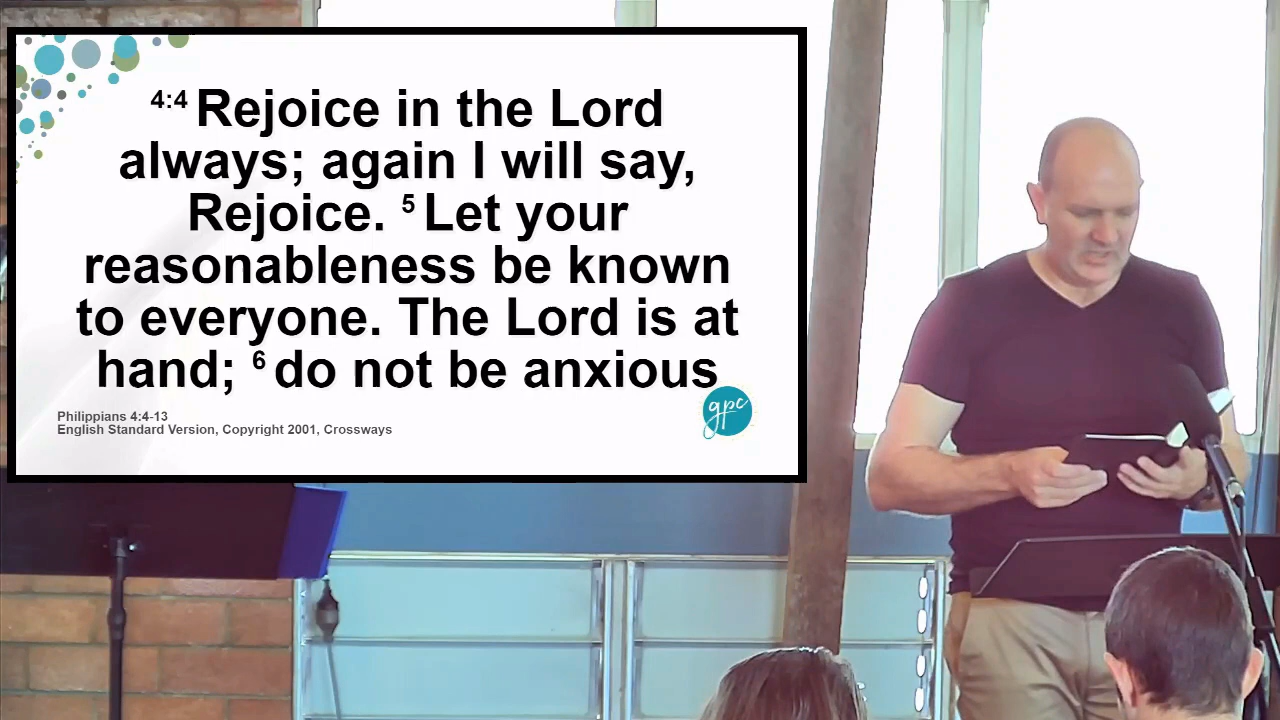 4:4 Rejoice in the Lord
always; again I will say,
Rejoice. 5 Let your
reasonableness be known
to everyone. The Lord is at
hand; 6 do not be anxious
Philippians 4:4-13
English Standard Version, Copyright 2001, Crossways
gpc